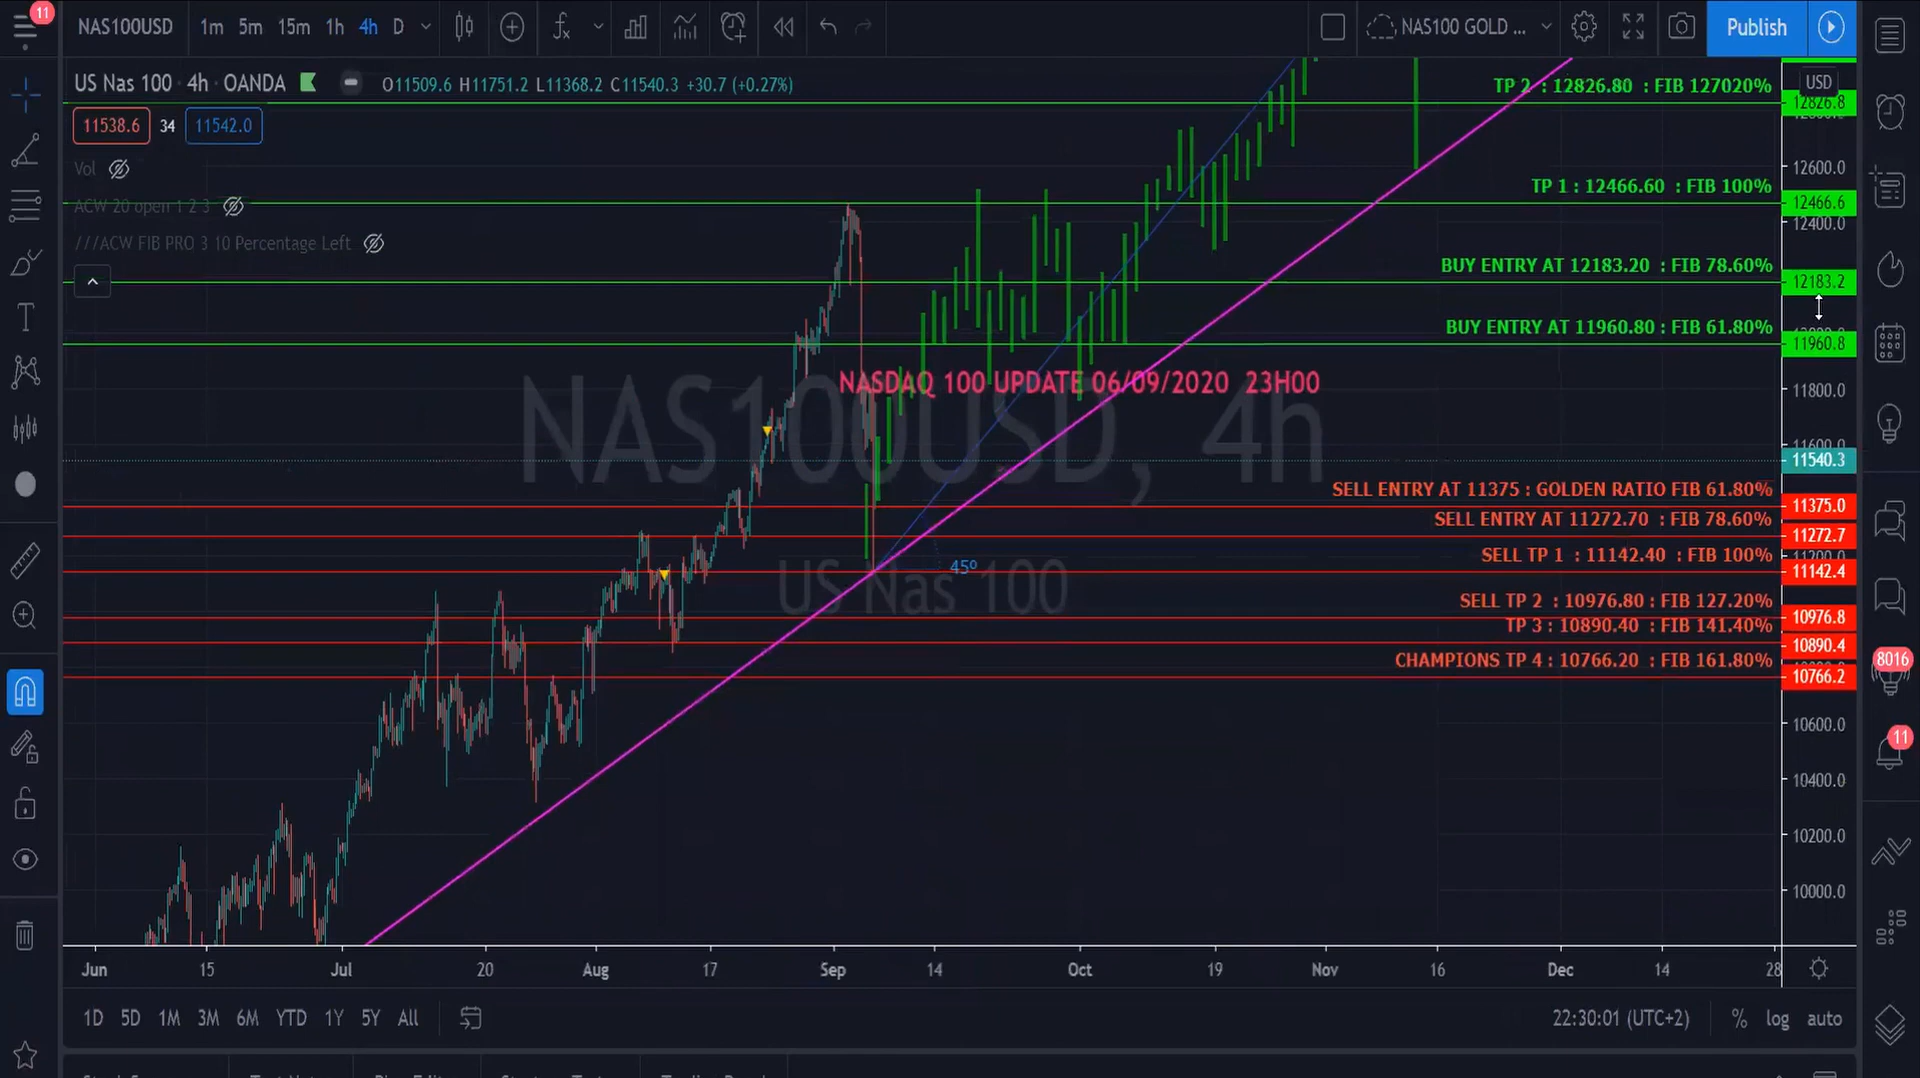 11
NAS100USD 1m 5m 15m 1h 4h D NAS100 GOLD ... Publish
US Nas 100 · 4h · OANDA O11509.6 H11751.2 L11368.2 C11540.3 +30.7 (+0.27%)
11538.6 34 11542.0
Vol
ACW 20 open 1 2 3
///ACW FIB PRO 3 10 Percentage Left
USD
TP 2 : 12826.80 : FIB 127020%
12826.8
12600.0
TP 1 : 12466.60 : FIB 100%
12466.6
12400.0
BUY ENTRY AT 12183.20 : FIB 78.60%
12183.2
BUY ENTRY AT 11960.80 : FIB 61.80%
11960.8
NASDAQ 100 UPDATE 06/09/2020 23H00
11800.0
NAS100USD, 4h
11600.0
11540.3
SELL ENTRY AT 11375 : GOLDEN RATIO FIB 61.80%
11375.0
SELL ENTRY AT 11272.70 : FIB 78.60%
11272.7
SELL TP 1 : 11142.40 : FIB 100%
11200.0
11142.4
45º
US Nas 100
SELL TP 2 : 10976.80 : FIB 127.20%
10976.8
TP 3 : 10890.40 : FIB 141.40%
10890.4
CHAMPIONS TP 4 : 10766.20 : FIB 161.80%
10766.2
8016
10600.0
11
10400.0
10200.0
10000.0
Jun 15 Jul 20 Aug 17 Sep 14 Oct 19 Nov 16 Dec 14 28
1D 5D 1M 3M 6M YTD 1Y 5Y All 22:30:01 (UTC+2) % log auto